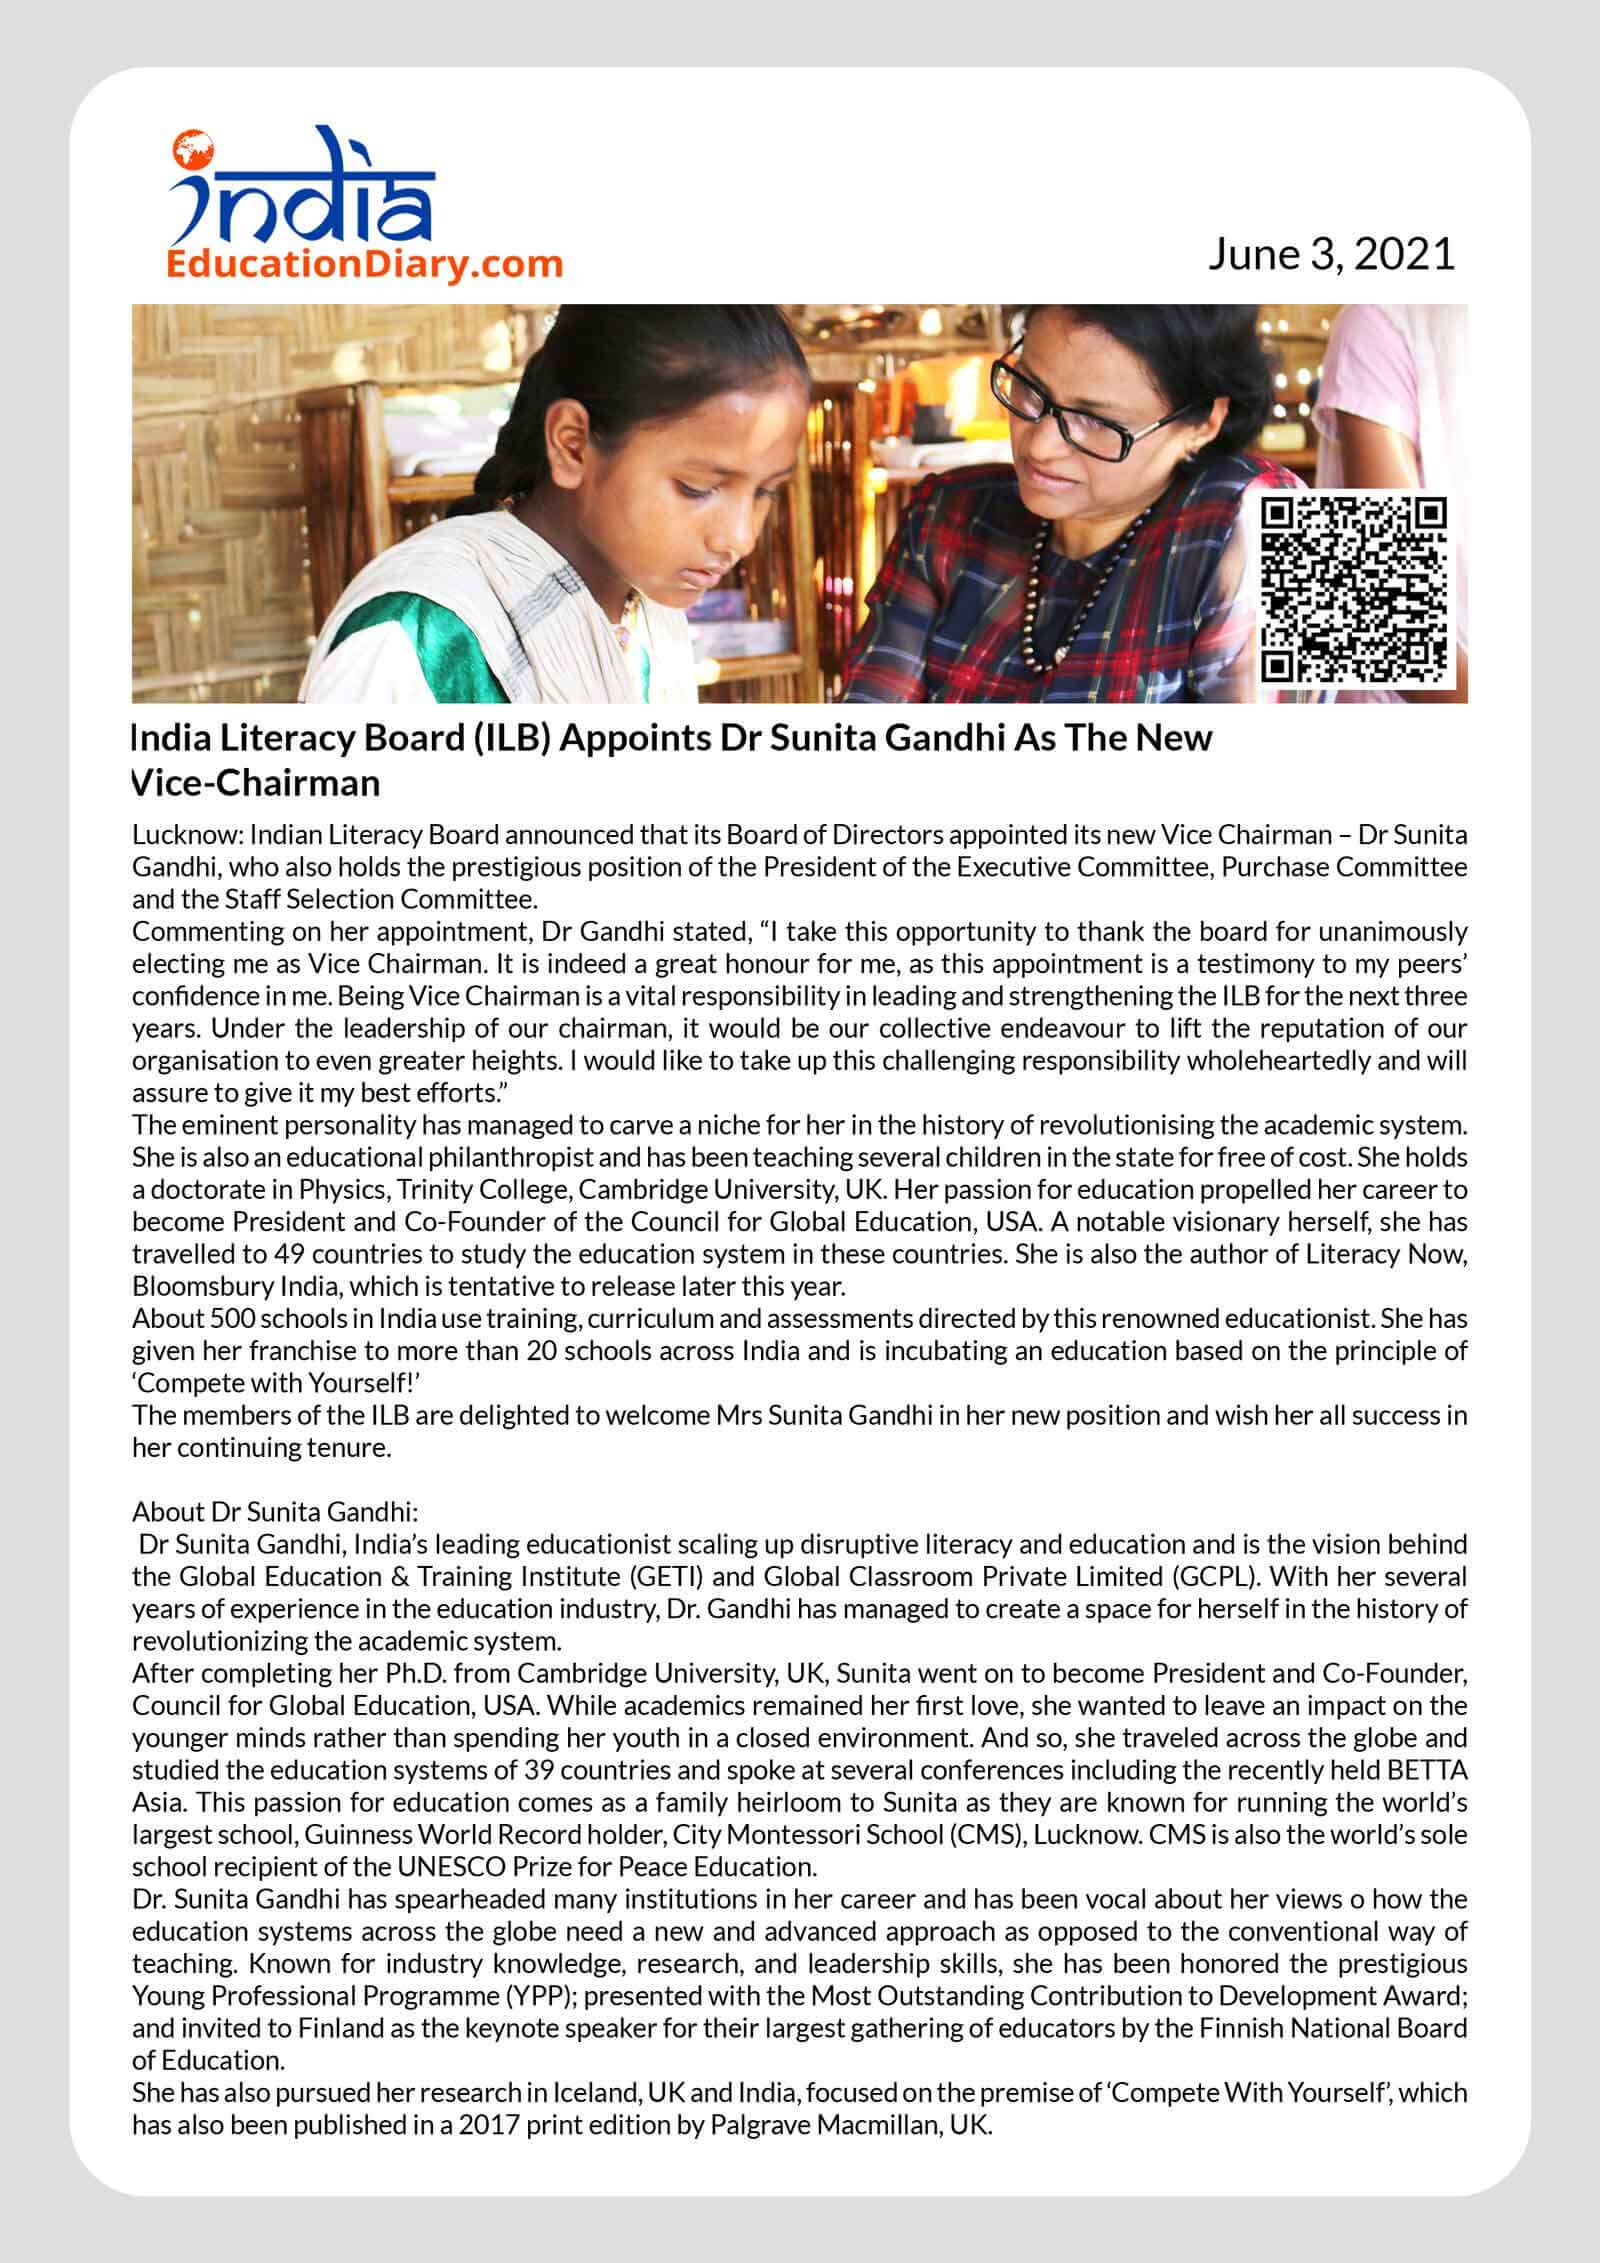 india
EducationDiary.com
June 3, 2021
India Literacy Board (ILB) Appoints Dr Sunita Gandhi As The New
Vice-Chairman
Lucknow: Indian Literacy Board announced that its Board of Directors appointed its new Vice Chairman – Dr Sunita
Gandhi, who also holds the prestigious position of the President of the Executive Committee, Purchase Committee
and the Staff Selection Committee.
Commenting on her appointment, Dr Gandhi stated, “I take this opportunity to thank the board for unanimously
electing me as Vice Chairman. It is indeed a great honour for me, as this appointment is a testimony to my peers’
confidence in me. Being Vice Chairman is a vital responsibility in leading and strengthening the ILB for the next three
years. Under the leadership of our chairman, it would be our collective endeavour to lift the reputation of our
organisation to even greater heights. I would like to take up this challenging responsibility wholeheartedly and will
assure to give it my best efforts.”
The eminent personality has managed to carve a niche for her in the history of revolutionising the academic system.
She is also an educational philanthropist and has been teaching several children in the state for free of cost. She holds
a doctorate in Physics, Trinity College, Cambridge University, UK. Her passion for education propelled her career to
become President and Co-Founder of the Council for Global Education, USA. A notable visionary herself, she has
travelled to 49 countries to study the education system in these countries. She is also the author of Literacy Now,
Bloomsbury India, which is tentative to release later this year.
About 500 schools in India use training, curriculum and assessments directed by this renowned educationist. She has
given her franchise to more than 20 schools across India and is incubating an education based on the principle of
‘Compete with Yourself!’
The members of the ILB are delighted to welcome Mrs Sunita Gandhi in her new position and wish her all success in
her continuing tenure.
About Dr Sunita Gandhi:
Dr Sunita Gandhi, India’s leading educationist scaling up disruptive literacy and education and is the vision behind
the Global Education & Training Institute (GETI) and Global Classroom Private Limited (GCPL). With her several
years of experience in the education industry, Dr. Gandhi has managed to create a space for herself in the history of
revolutionizing the academic system.
After completing her Ph.D. from Cambridge University, UK, Sunita went on to become President and Co-Founder,
Council for Global Education, USA. While academics remained her first love, she wanted to leave an impact on the
younger minds rather than spending her youth in a closed environment. And so, she traveled across the globe and
studied the education systems of 39 countries and spoke at several conferences including the recently held BETTA
Asia. This passion for education comes as a family heirloom to Sunita as they are known for running the world’s
largest school, Guinness World Record holder, City Montessori School (CMS), Lucknow. CMS is also the world’s sole
school recipient of the UNESCO Prize for Peace Education.
Dr. Sunita Gandhi has spearheaded many institutions in her career and has been vocal about her views o how the
education systems across the globe need a new and advanced approach as opposed to the conventional way of
teaching. Known for industry knowledge, research, and leadership skills, she has been honored the prestigious
Young Professional Programme (YPP); presented with the Most Outstanding Contribution to Development Award;
and invited to Finland as the keynote speaker for their largest gathering of educators by the Finnish National Board
of Education.
She has also pursued her research in Iceland, UK and India, focused on the premise of ‘Compete With Yourself’, which
has also been published in a 2017 print edition by Palgrave Macmillan, UK.